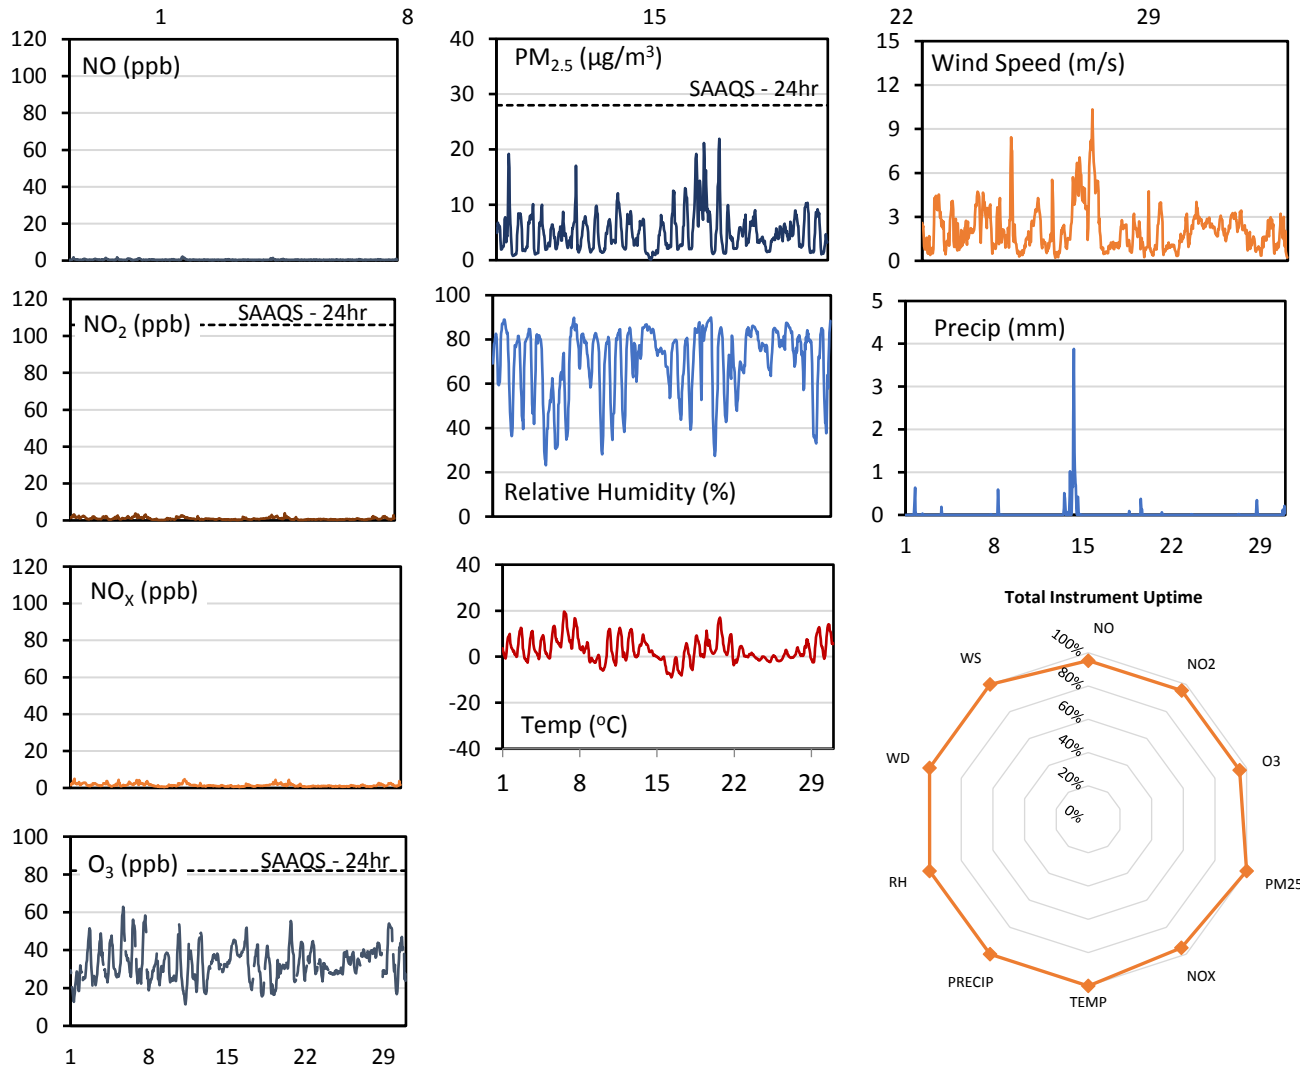 1 8 15 22 29
120
100
80
60
40
20
0
NO (ppb)
40
30
20
10
0
PM2.5 (µg/m³)
SAAQS - 24hr
15
12
9
6
3
0
Wind Speed (m/s)
120
100
80
60
40
20
0
NO2 (ppb)
SAAQS - 24hr
100
80
60
40
20
0
Relative Humidity (%)
5
4
3
2
1
0
Precip (mm)
1 8 15 22 29
120
100
80
60
40
20
0
NOX (ppb)
40
20
0
-20
-40
Temp (°C)
1 8 15 22 29
Total Instrument Uptime
NO
NO2
O3
PM25
NOX
TEMP
PRECIP
RH
WD
WS
100%
80%
60%
40%
20%
0%
100
80
60
40
20
0
O3 (ppb)
SAAQS - 24hr
1 8 15 22 29